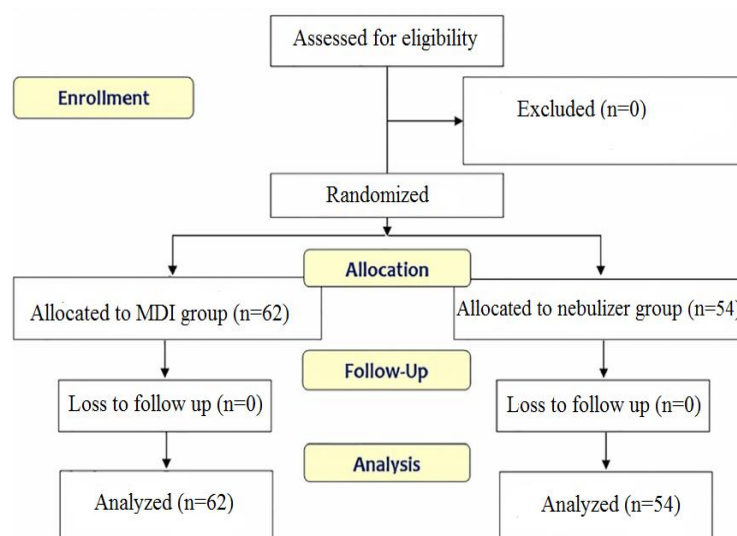 Assessed for eligibility
Enrollment
Excluded (n=0)
Randomized
Allocation
Allocated to MDI group (n=62)
Allocated to nebulizer group (n=54)
Follow-Up
Loss to follow up (n=0)
Loss to follow up (n=0)
Analysis
Analyzed (n=62)
Analyzed (n=54)